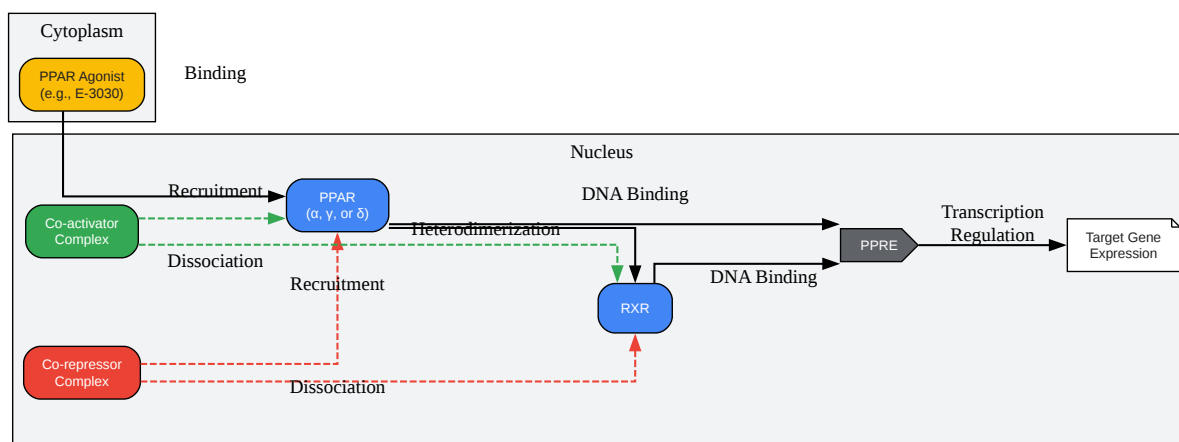 Cytoplasm
PPAR Agonist
(e.g., E-3030)
Binding
Nucleus
Recruitment
PPAR
(α, γ, or δ)
DNA Binding
Co-activator
Complex
Heterodimerization
Transcription
Regulation
PPRE
Target Gene
Expression
Dissociation
Recruitment
DNA Binding
RXR
Co-repressor
Complex
Dissociation